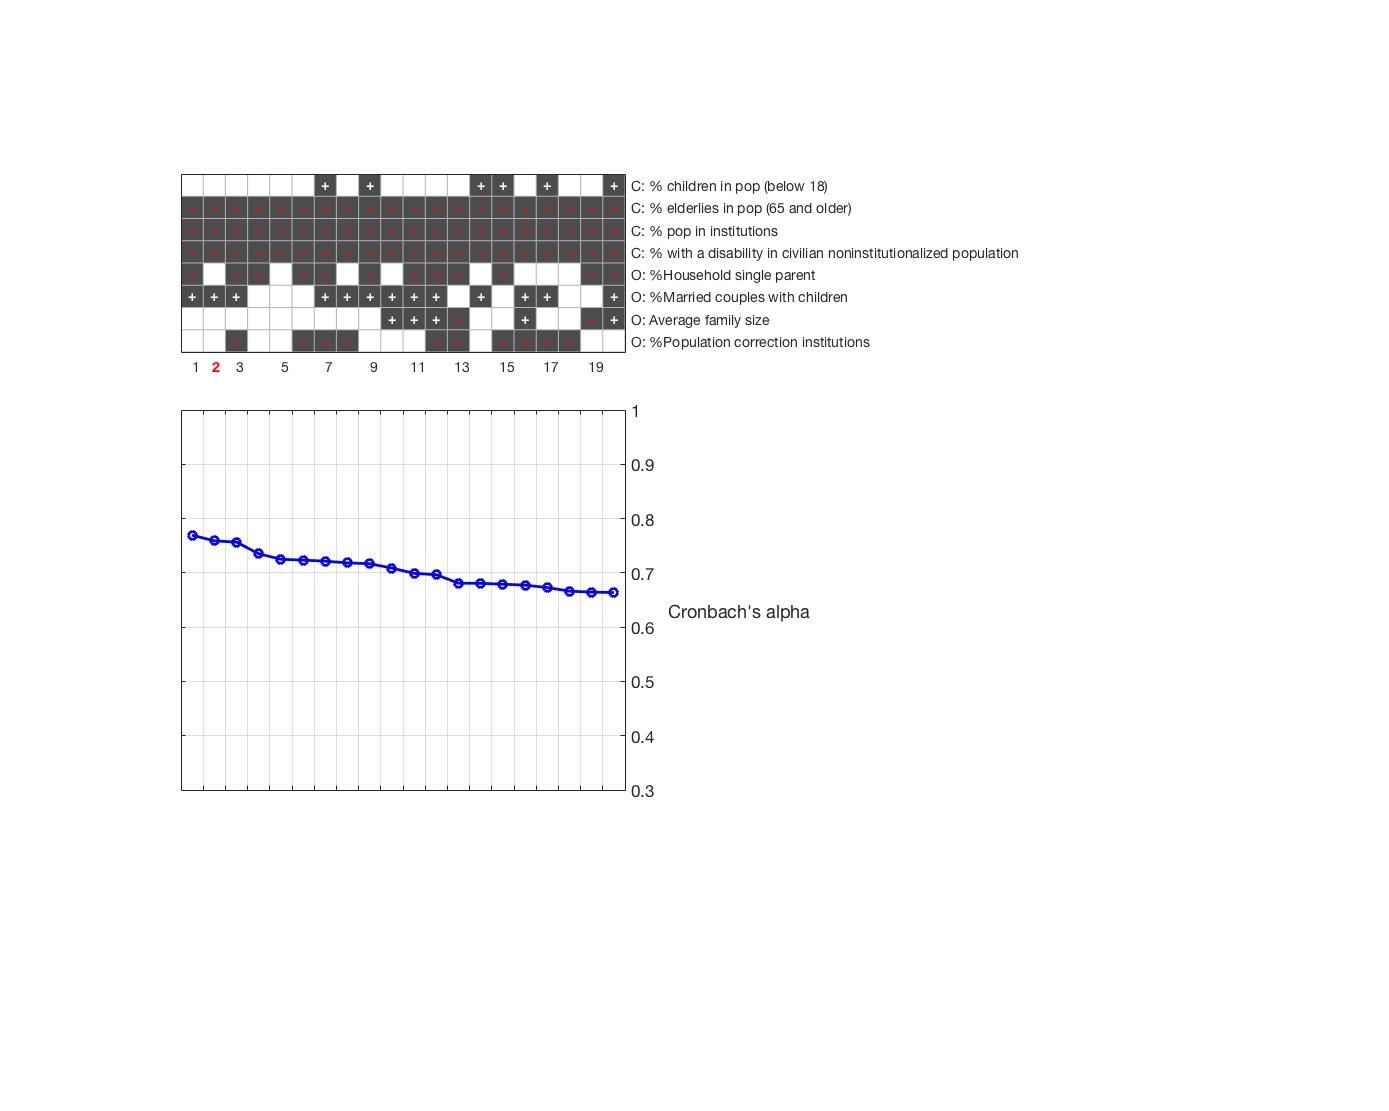 + + + + + + C: % children in pop (below 18)
- - - - - - - - - - - - - - - - - - - - C: % elderlies in pop (65 and older)
- - - - - - - - - - - - - - - - - - - - C: % pop in institutions
- - - - - - - - - - - - - - - - - - - - C: % with a disability in civilian noninstitutionalized population
- - - - - - - - - - - - O: %Household single parent
+ + + + + + + + + + + + + O: %Married couples with children
+ + + - + - + O: Average family size
- - - - - - - - - - O: %Population correction institutions
1 2 3 5 7 9 11 13 15 17 19
1
0.9
0.8
0.7
Cronbach's alpha
0.6
0.5
0.4
0.3